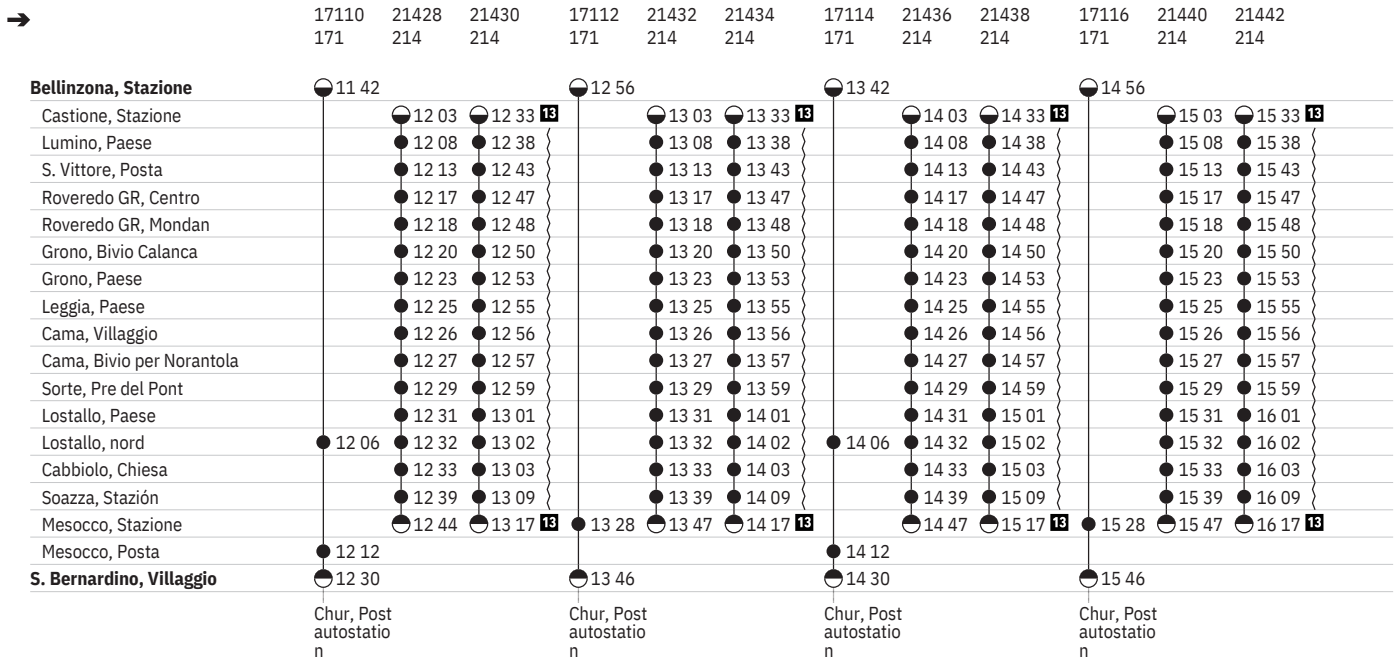 ➔ 17110 21428 21430 17112 21432 21434 17114 21436 21438 17116 21440 21442
171 214 214 171 214 214 171 214 214 171 214 214
Bellinzona, Stazione 11 42 12 56 13 42 14 56
Castione, Stazione 12 03 12 33 13 13 03 13 33 13 14 03 14 33 13 15 03 15 33 13
Lumino, Paese 12 08 12 38 13 08 13 38 14 08 14 38 15 08 15 38
S. Vittore, Posta 12 13 12 43 13 13 13 43 14 13 14 43 15 13 15 43
Roveredo GR, Centro 12 17 12 47 13 17 13 47 14 17 14 47 15 17 15 47
Roveredo GR, Mondan 12 18 12 48 13 18 13 48 14 18 14 48 15 18 15 48
Grono, Bivio Calanca 12 20 12 50 13 20 13 50 14 20 14 50 15 20 15 50
Grono, Paese 12 23 12 53 13 23 13 53 14 23 14 53 15 23 15 53
Leggia, Paese 12 25 12 55 13 25 13 55 14 25 14 55 15 25 15 55
Cama, Villaggio 12 26 12 56 13 26 13 56 14 26 14 56 15 26 15 56
Cama, Bivio per Norantola 12 27 12 57 13 27 13 57 14 27 14 57 15 27 15 57
Sorte, Pre del Pont 12 29 12 59 13 29 13 59 14 29 14 59 15 29 15 59
Lostallo, Paese 12 31 13 01 13 31 14 01 14 31 15 01 15 31 16 01
Lostallo, nord 12 06 12 32 13 02 13 32 14 02 14 06 14 32 15 02 15 32 16 02
Cabbiolo, Chiesa 12 33 13 03 13 33 14 03 14 33 15 03 15 33 16 03
Soazza, Stazión 12 39 13 09 13 39 14 09 14 39 15 09 15 39 16 09
Mesocco, Stazione 12 44 13 17 13 13 28 13 47 14 17 13 14 47 15 17 13 15 28 15 47 16 17 13
Mesocco, Posta 12 12 14 12
S. Bernardino, Villaggio 12 30 13 46 14 30 15 46
Chur, Post Chur, Post Chur, Post Chur, Post
autostatio autostatio autostatio autostatio
n n n n